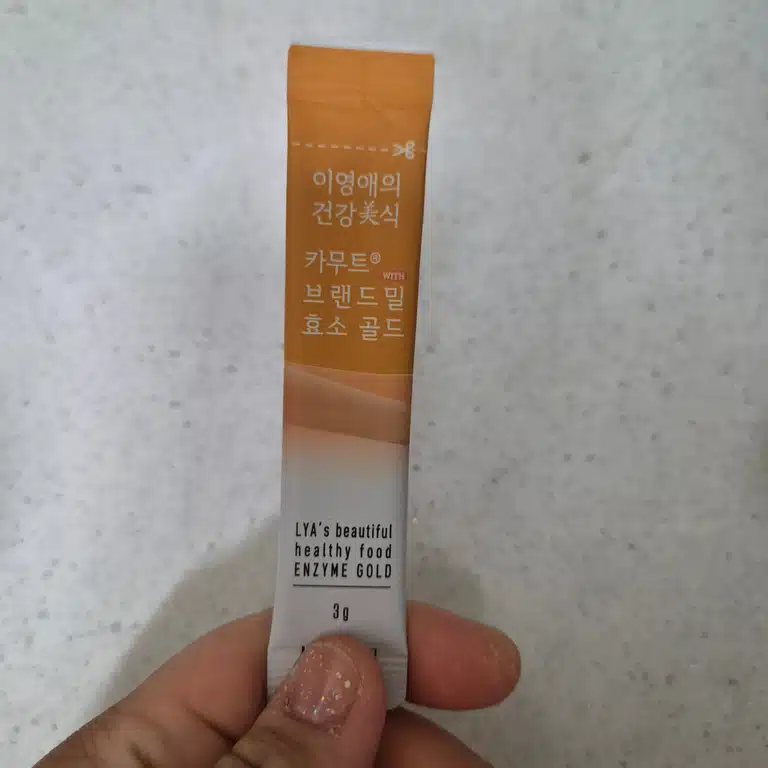 이영애의
건강美식
카무트®
WITH
브랜드밀
효소 골드
LYA's beautiful
healthy food
ENZYME GOLD
3g